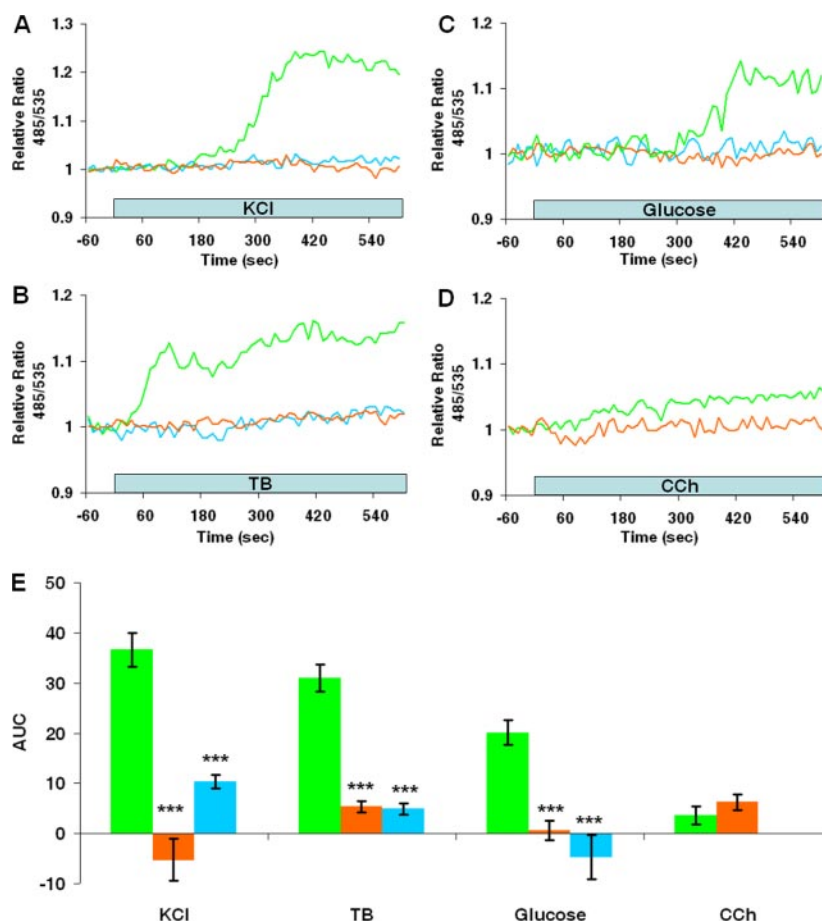 A
1.3
1.2
1.1
1
0.9
Relative Ratio
485/535
KCl
-60 60 180 300 420 540
Time (sec)
C
1.2
1.1
1
0.9
Relative Ratio
485/535
Glucose
-60 60 180 300 420 540
Time (sec)
B
1.2
1.1
1
0.9
Relative Ratio
485/535
TB
-60 60 180 300 420 540
Time (sec)
D
1.2
1.1
1
0.9
Relative Ratio
485/535
CCh
-60 60 180 300 420 540
Time (sec)
E
50
40
30
20
10
0
-10
AUC
*** ***
*** ***
*** ***
KCl TB Glucose CCh